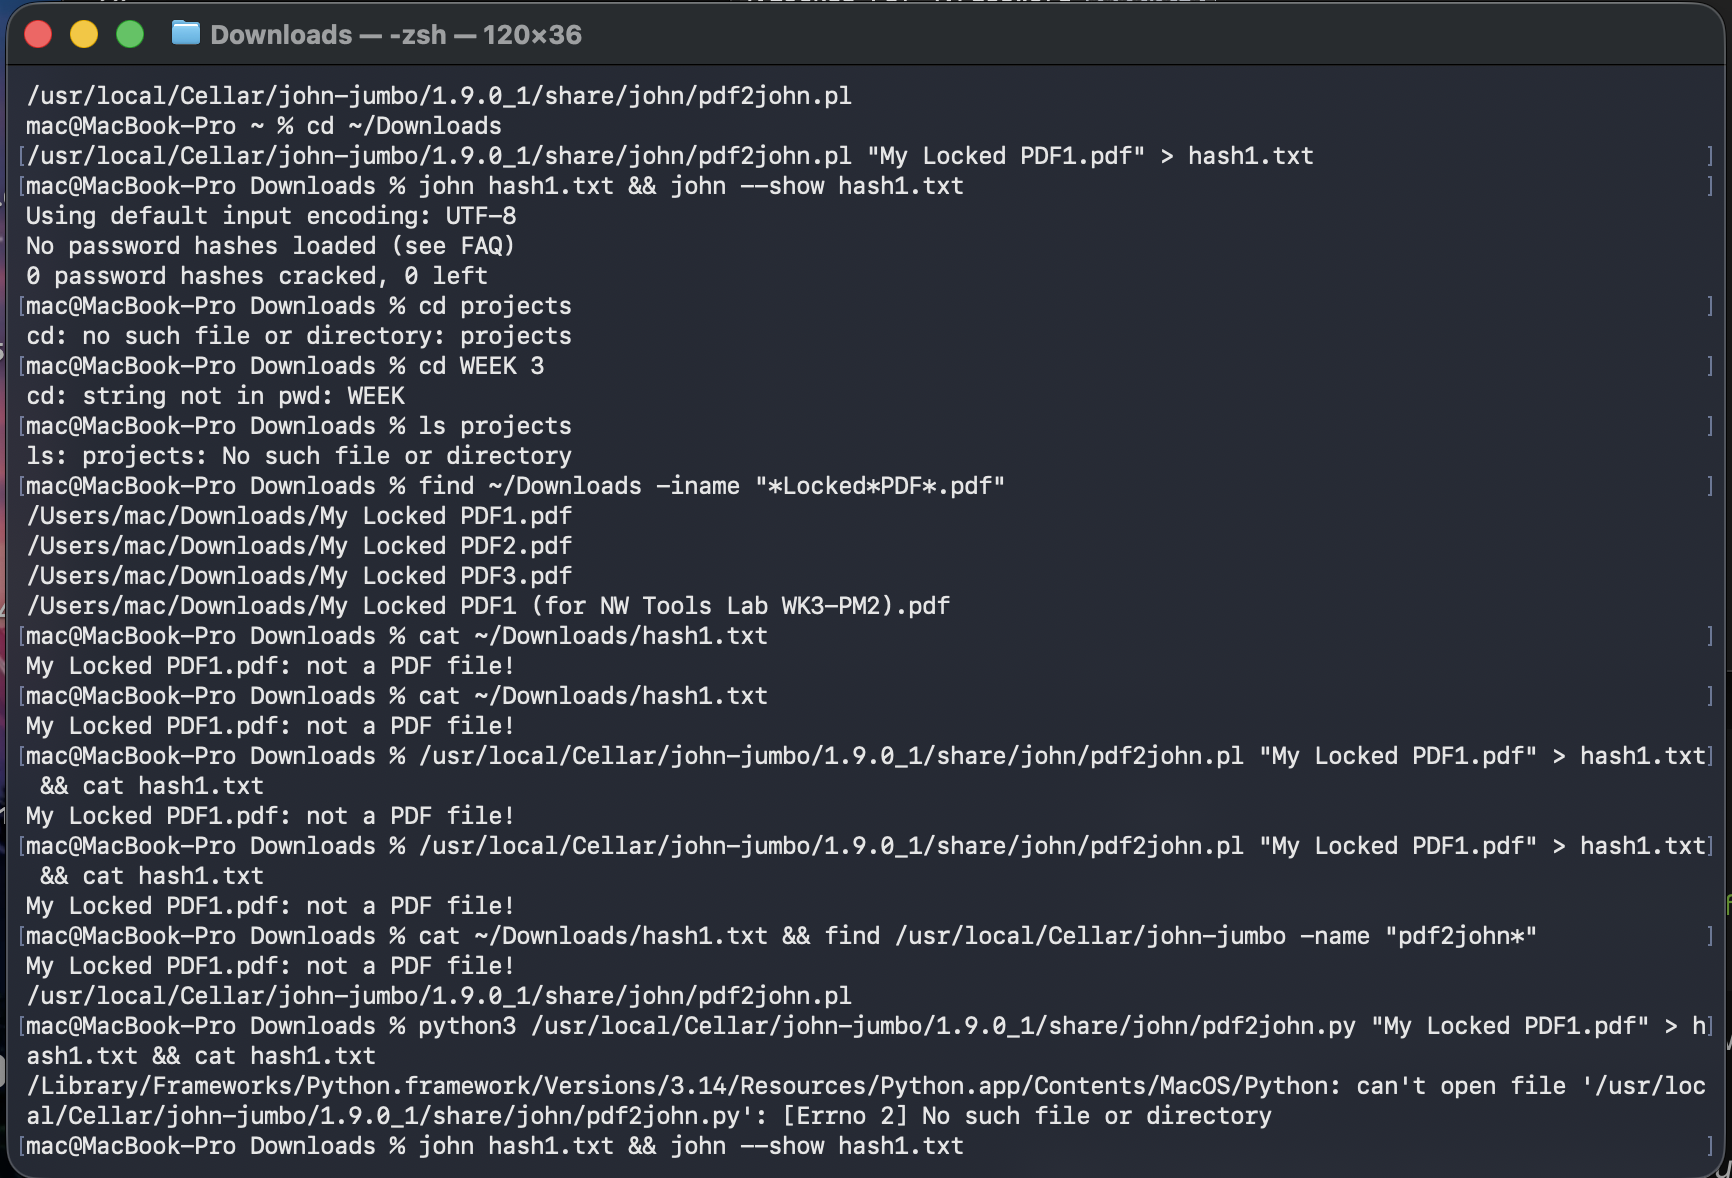 Downloads — -zsh — 120×36
/usr/local/Cellar/john-jumbo/1.9.0_1/share/john/pdf2john.pl
mac@MacBook-Pro ~ % cd ~/Downloads
[/usr/local/Cellar/john-jumbo/1.9.0_1/share/john/pdf2john.pl "My Locked PDF1.pdf" > hash1.txt ]
[mac@MacBook-Pro Downloads % john hash1.txt && john --show hash1.txt ]
Using default input encoding: UTF-8
No password hashes loaded (see FAQ)
0 password hashes cracked, 0 left
[mac@MacBook-Pro Downloads % cd projects ]
cd: no such file or directory: projects
[mac@MacBook-Pro Downloads % cd WEEK 3 ]
cd: string not in pwd: WEEK
[mac@MacBook-Pro Downloads % ls projects ]
ls: projects: No such file or directory
[mac@MacBook-Pro Downloads % find ~/Downloads -iname "*Locked*PDF*.pdf" ]
/Users/mac/Downloads/My Locked PDF1.pdf
/Users/mac/Downloads/My Locked PDF2.pdf
/Users/mac/Downloads/My Locked PDF3.pdf
/Users/mac/Downloads/My Locked PDF1 (for NW Tools Lab WK3-PM2).pdf
[mac@MacBook-Pro Downloads % cat ~/Downloads/hash1.txt ]
My Locked PDF1.pdf: not a PDF file!
[mac@MacBook-Pro Downloads % cat ~/Downloads/hash1.txt ]
My Locked PDF1.pdf: not a PDF file!
[mac@MacBook-Pro Downloads % /usr/local/Cellar/john-jumbo/1.9.0_1/share/john/pdf2john.pl "My Locked PDF1.pdf" > hash1.txt]
 && cat hash1.txt
My Locked PDF1.pdf: not a PDF file!
[mac@MacBook-Pro Downloads % /usr/local/Cellar/john-jumbo/1.9.0_1/share/john/pdf2john.pl "My Locked PDF1.pdf" > hash1.txt]
 && cat hash1.txt
My Locked PDF1.pdf: not a PDF file!
[mac@MacBook-Pro Downloads % cat ~/Downloads/hash1.txt && find /usr/local/Cellar/john-jumbo -name "pdf2john*" ]
My Locked PDF1.pdf: not a PDF file!
/usr/local/Cellar/john-jumbo/1.9.0_1/share/john/pdf2john.pl
[mac@MacBook-Pro Downloads % python3 /usr/local/Cellar/john-jumbo/1.9.0_1/share/john/pdf2john.py "My Locked PDF1.pdf" > h]
ash1.txt && cat hash1.txt
/Library/Frameworks/Python.framework/Versions/3.14/Resources/Python.app/Contents/MacOS/Python: can't open file '/usr/loc
al/Cellar/john-jumbo/1.9.0_1/share/john/pdf2john.py': [Errno 2] No such file or directory
[mac@MacBook-Pro Downloads % john hash1.txt && john --show hash1.txt ]